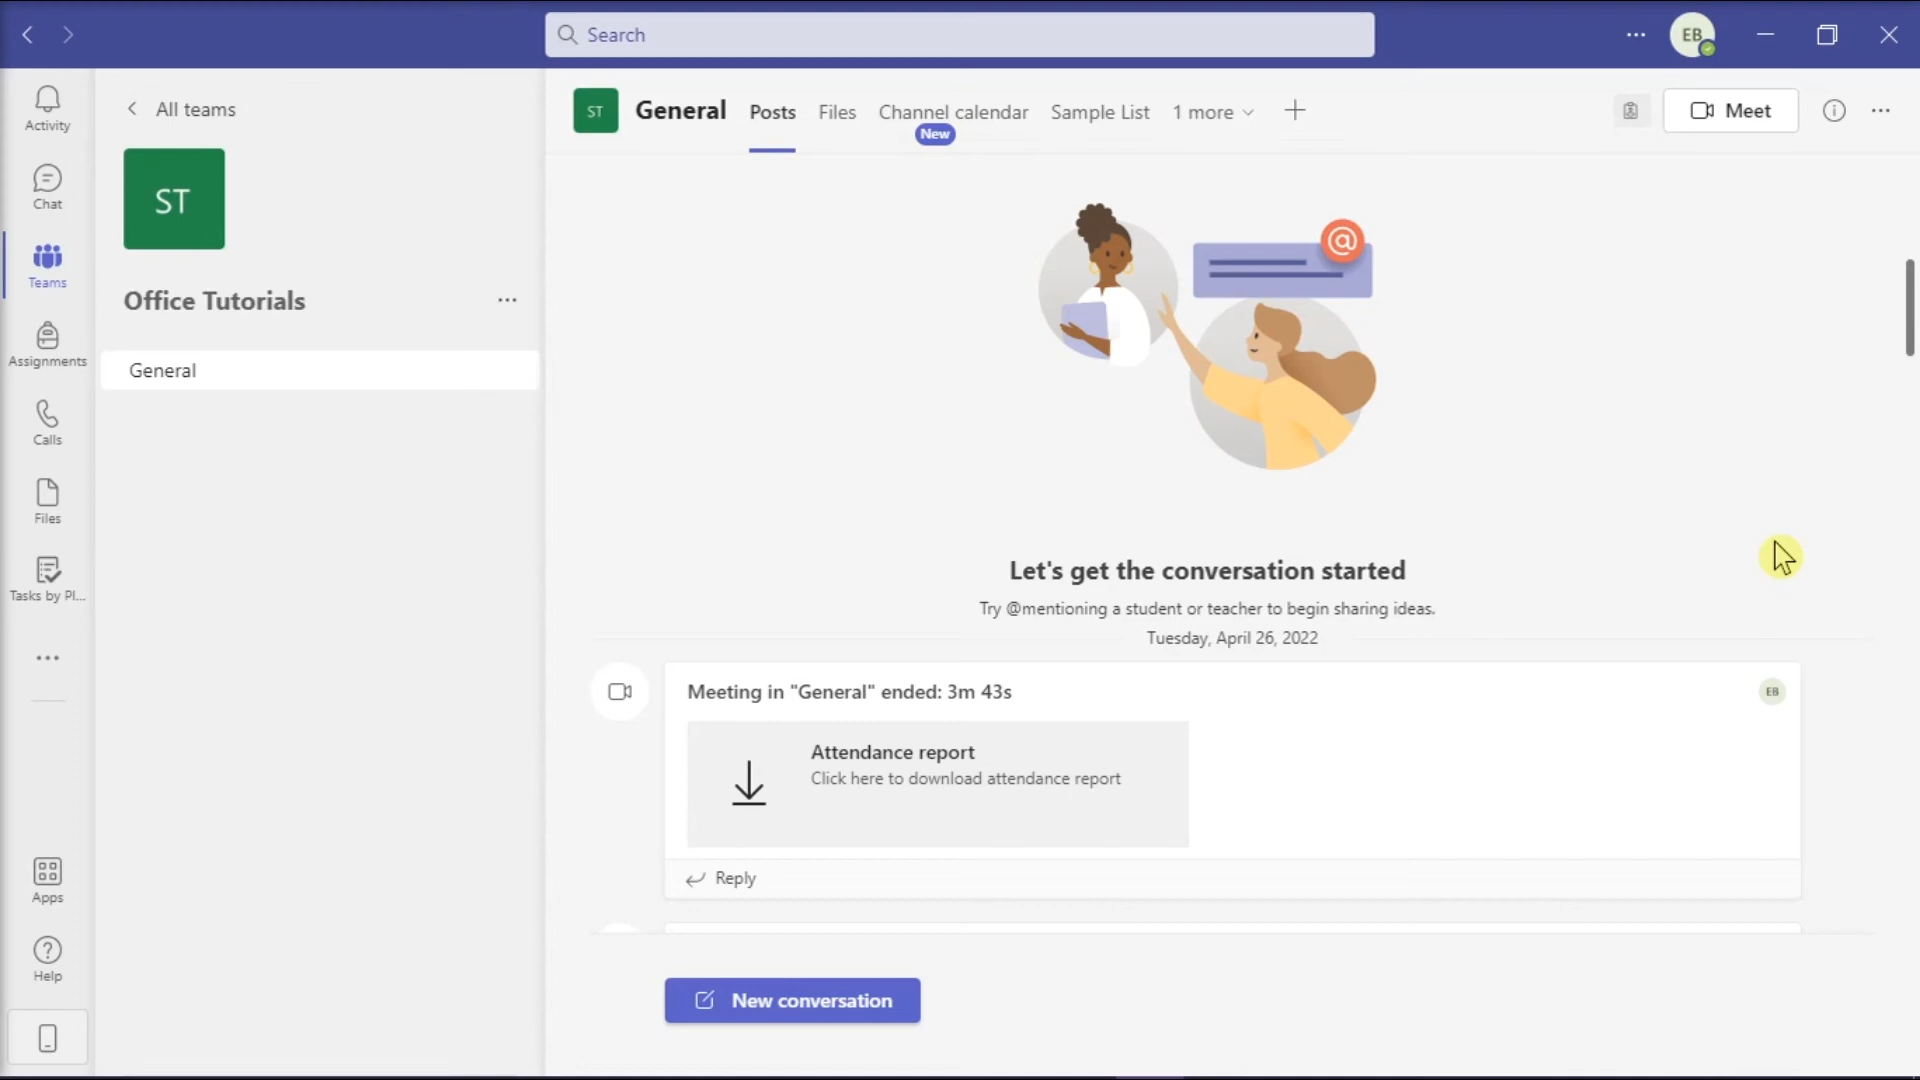 Search
EB
Activity
Chat
Teams
Assignments
Calls
Files
Tasks by Pl...
Apps
Help
All teams
ST
Office Tutorials
General
ST
General
Posts
Files
Channel calendar
New
Sample List
1 more
Meet
@
Let's get the conversation started
Try @mentioning a student or teacher to begin sharing ideas.
Tuesday, April 26, 2022
Meeting in "General" ended: 3m 43s
EB
Attendance report
Click here to download attendance report
Reply
New conversation